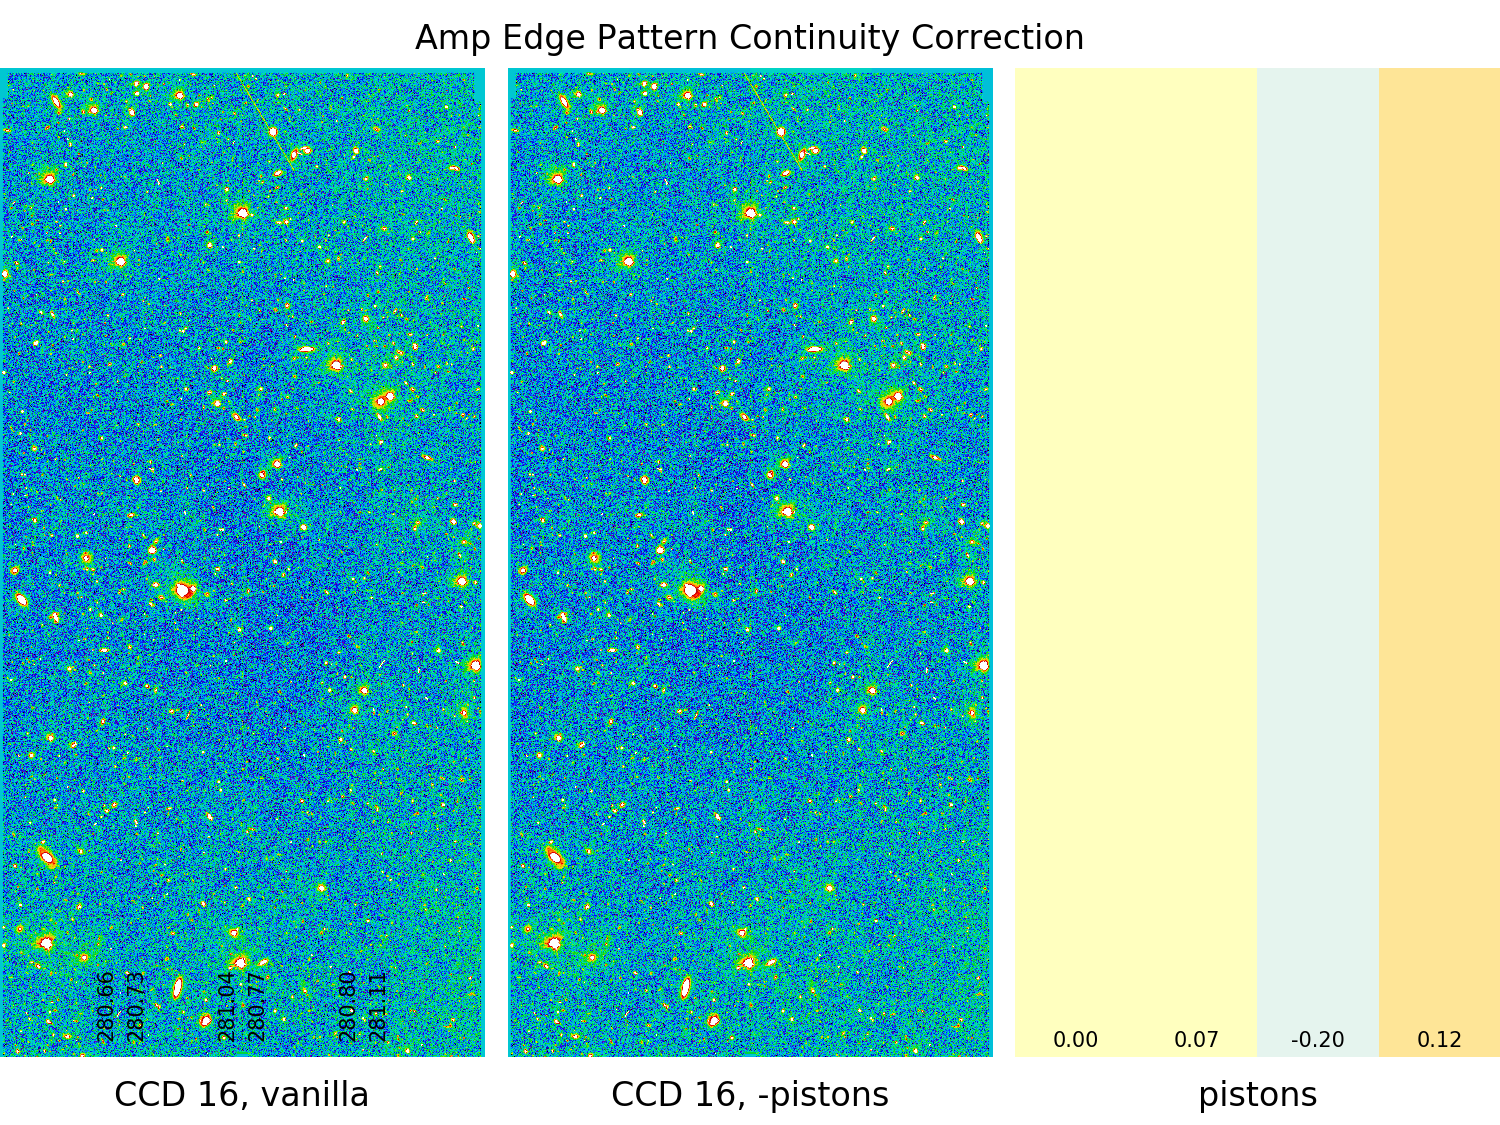 Amp Edge Pattern Continuity Correction
280.66
280.73
281.04
280.77
280.80
281.11
0.00 0.07 -0.20 0.12
CCD 16, vanilla CCD 16, -pistons pistons